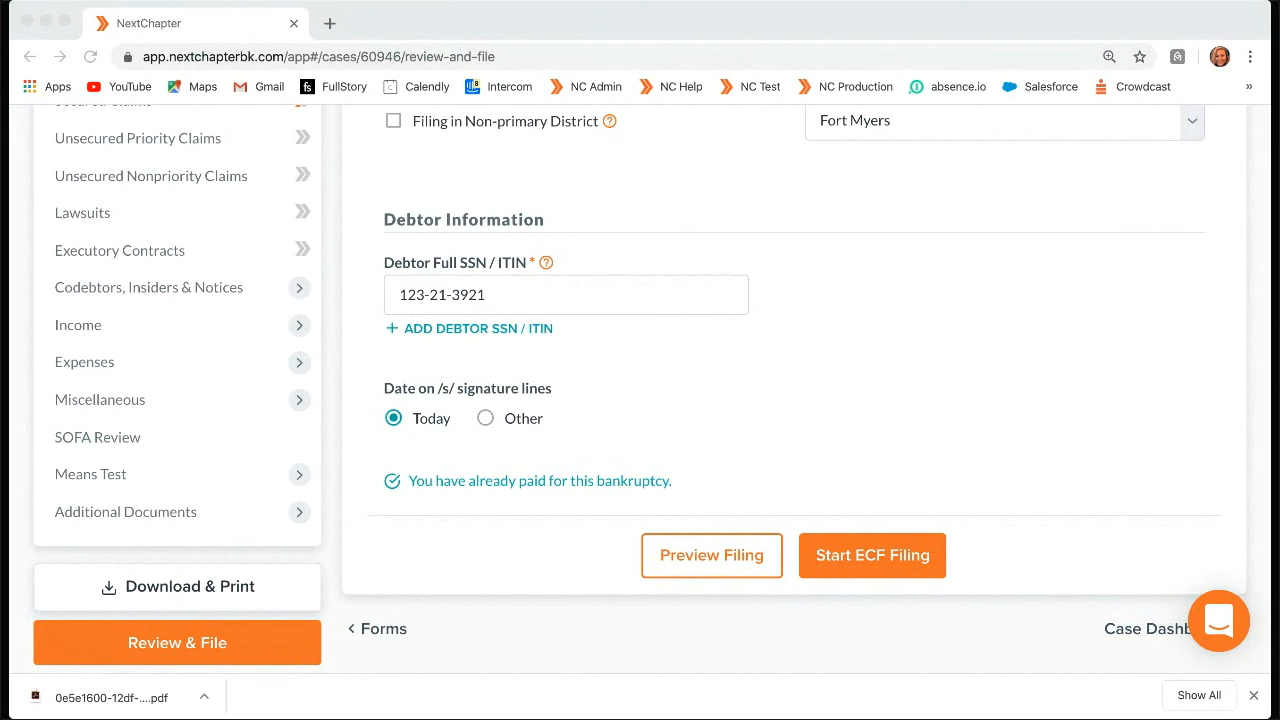 NextChapter
app.nextchapterbk.com/app#/cases/60946/review-and-file
Apps YouTube Maps Gmail FullStory Calendly Intercom NC Admin NC Help NC Test NC Production absence.io Salesforce Crowdcast »
Secured Claims
Unsecured Priority Claims
Unsecured Nonpriority Claims
Lawsuits
Executory Contracts
Codebtors, Insiders & Notices
Income
Expenses
Miscellaneous
SOFA Review
Means Test
Additional Documents
Download & Print
Review & File
Filing in Non-primary District
Fort Myers
Debtor Information
Debtor Full SSN / ITIN *
123-21-3921
+ ADD DEBTOR SSN / ITIN
Date on /s/ signature lines
Today Other
You have already paid for this bankruptcy.
Preview Filing Start ECF Filing
Forms
Case Dashb
0e5e1600-12df-....pdf
Show All